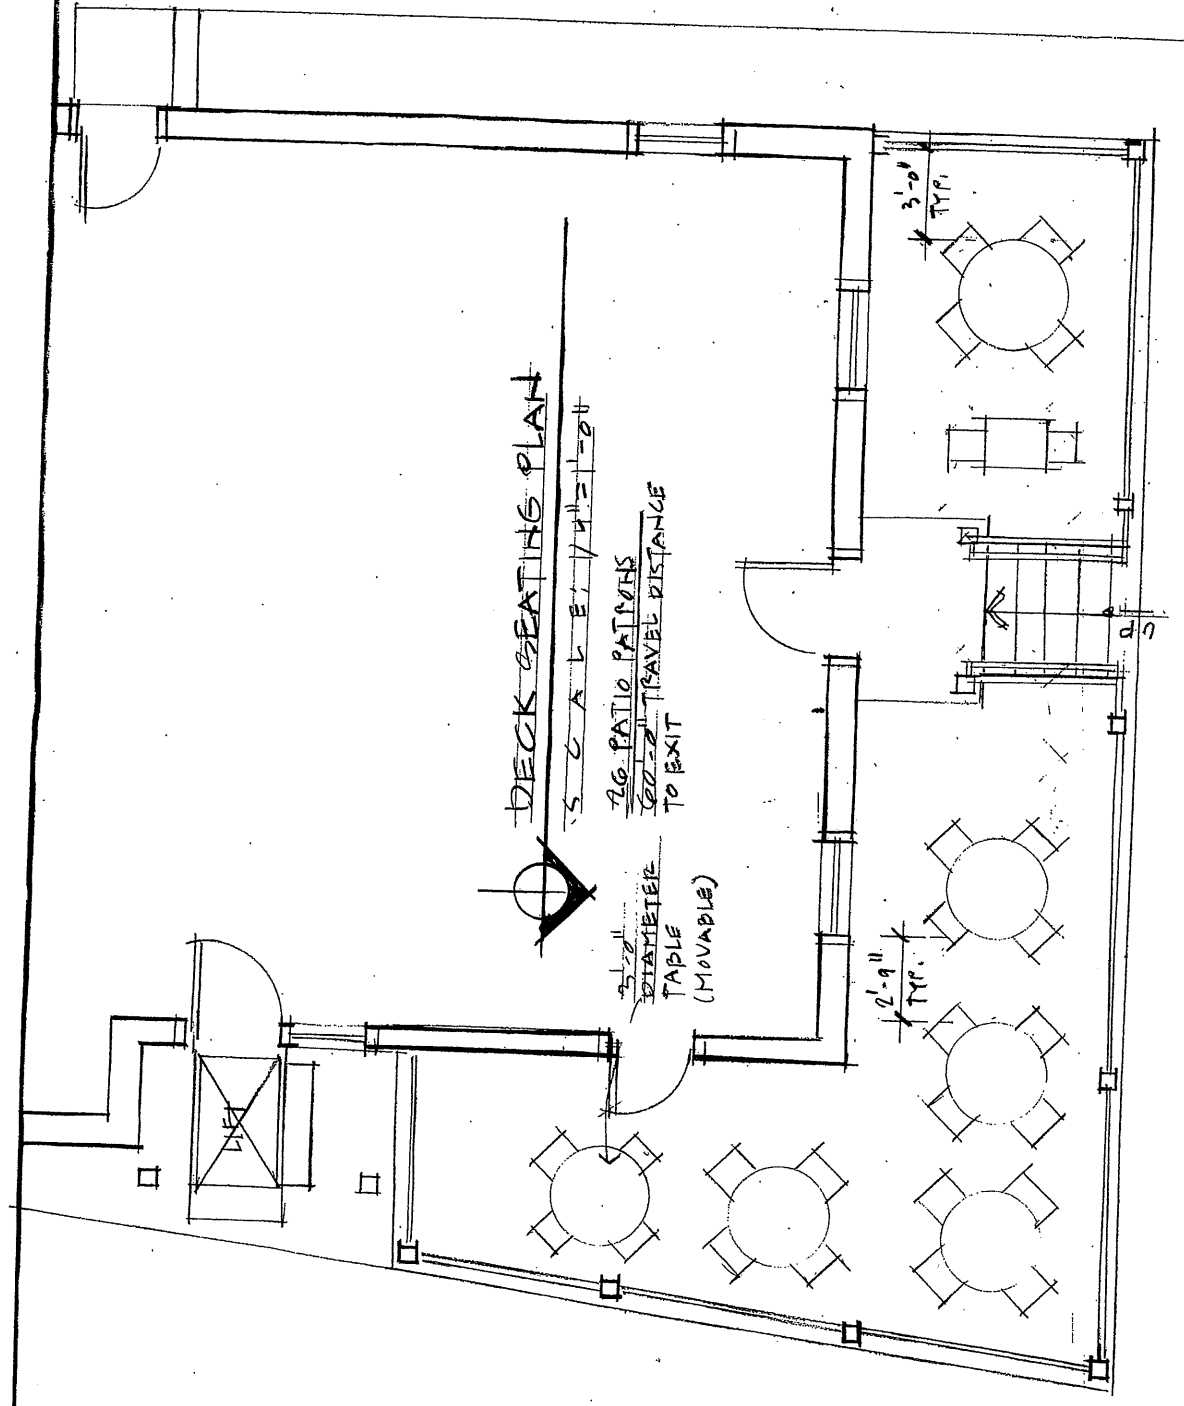 DECK SEATING PLAN
SCALE: 1/4" = 1'-0"
26 PATIO PATRONS
60'-0" TRAVEL DISTANCE
TO EXIT
3'-0"
DIAMETER
TABLE
(MOVABLE)
3'-0"
TYP.
2'-9"
TYP.
UP
LIFT